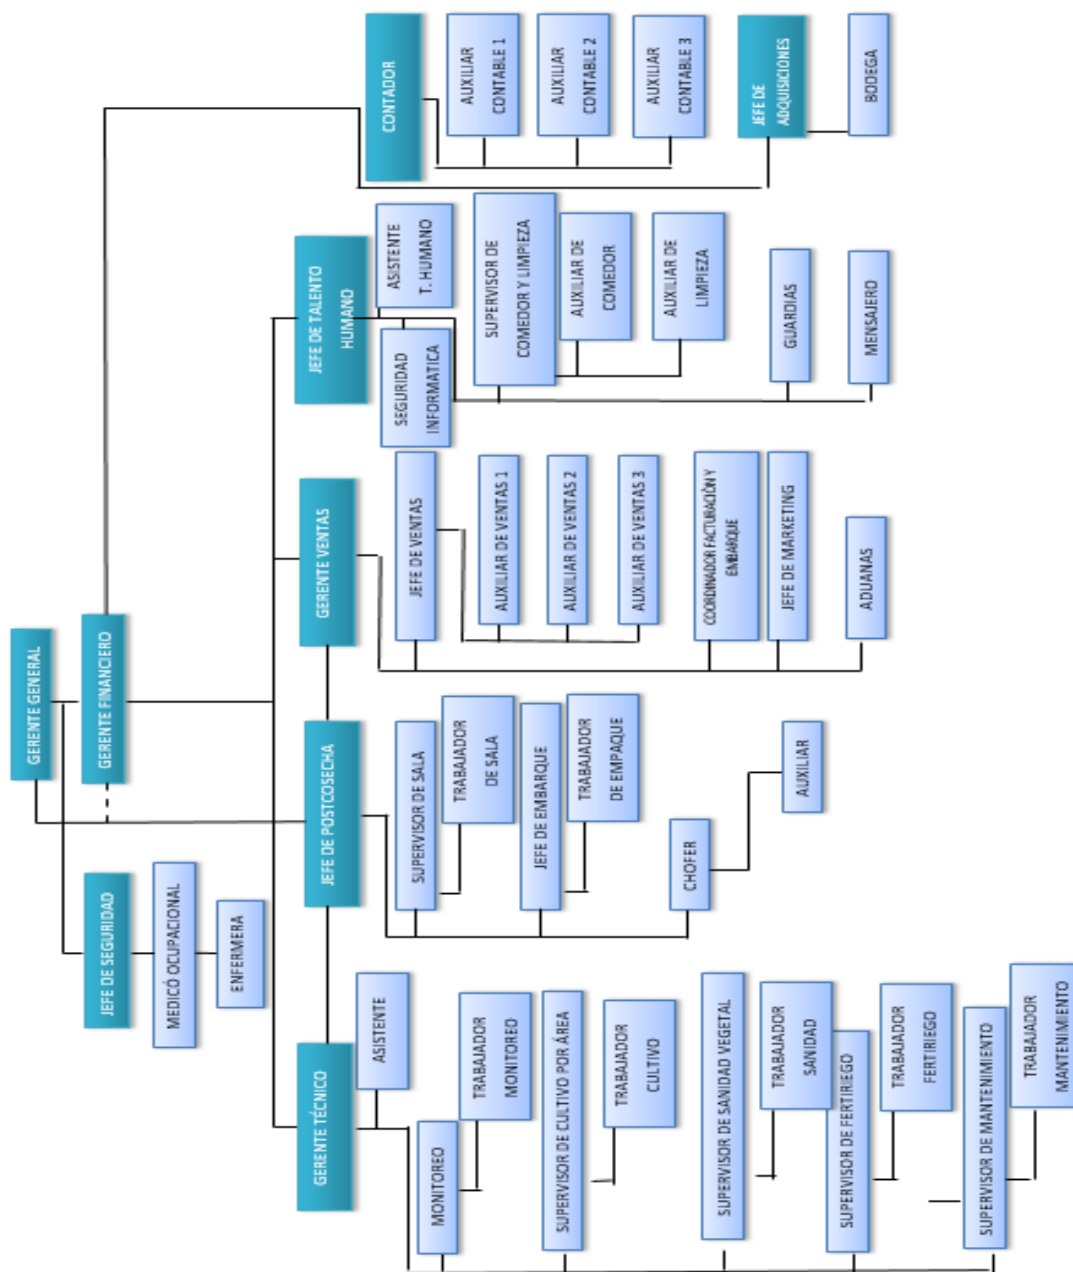 GERENTE GENERAL
GERENTE FINANCIERO
JEFE DE SEGURIDAD
MEDICÓ OCUPACIONAL
ENFERMERA
GERENTE TÉCNICO
ASISTENTE
MONITOREO
TRABAJADOR
MONITOREO
SUPERVISOR DE CULTIVO POR ÁREA
TRABAJADOR
CULTIVO
SUPERVISOR DE SANIDAD VEGETAL
TRABAJADOR
SANIDAD
SUPERVISOR DE FERTIRIEGO
TRABAJADOR
FERTIRIEGO
SUPERVISOR DE MANTENIMIENTO
TRABAJADOR
MANTENIMIENTO
JEFE DE POSTCOSECHA
SUPERVISOR DE SALA
TRABAJADOR
DE SALA
JEFE DE EMBARQUE
TRABAJADOR
DE EMPAQUE
CHOFER
AUXILIAR
GERENTE VENTAS
JEFE DE VENTAS
AUXILIAR DE VENTAS 1
AUXILIAR DE VENTAS 2
AUXILIAR DE VENTAS 3
COORDINADOR FACTURACIÓN Y
EMBARQUE
JEFE DE MARKETING
ADUANAS
JEFE DE TALENTO
HUMANO
ASISTENTE
T. HUMANO
SEGURIDAD
INFORMATICA
SUPERVISOR DE
COMEDOR Y LIMPIEZA
AUXILIAR DE
COMEDOR
AUXILIAR DE
LIMPIEZA
GUARDIAS
MENSAJERO
CONTADOR
AUXILIAR
CONTABLE 1
AUXILIAR
CONTABLE 2
AUXILIAR
CONTABLE 3
JEFE DE
ADQUISICIONES
BODEGA